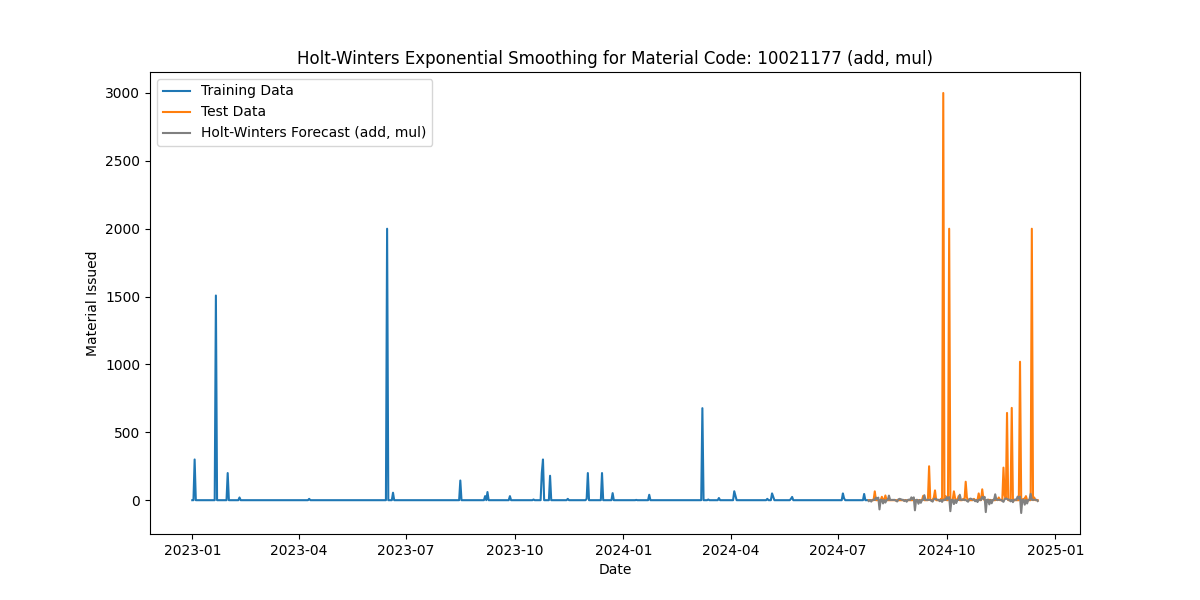 Holt-Winters Exponential Smoothing for Material Code: 10021177 (add, mul)
Training Data
Test Data
Holt-Winters Forecast (add, mul)
3000
2500
2000
1500
1000
500
0
Material Issued
2023-01 2023-04 2023-07 2023-10 2024-01 2024-04 2024-07 2024-10 2025-01
Date